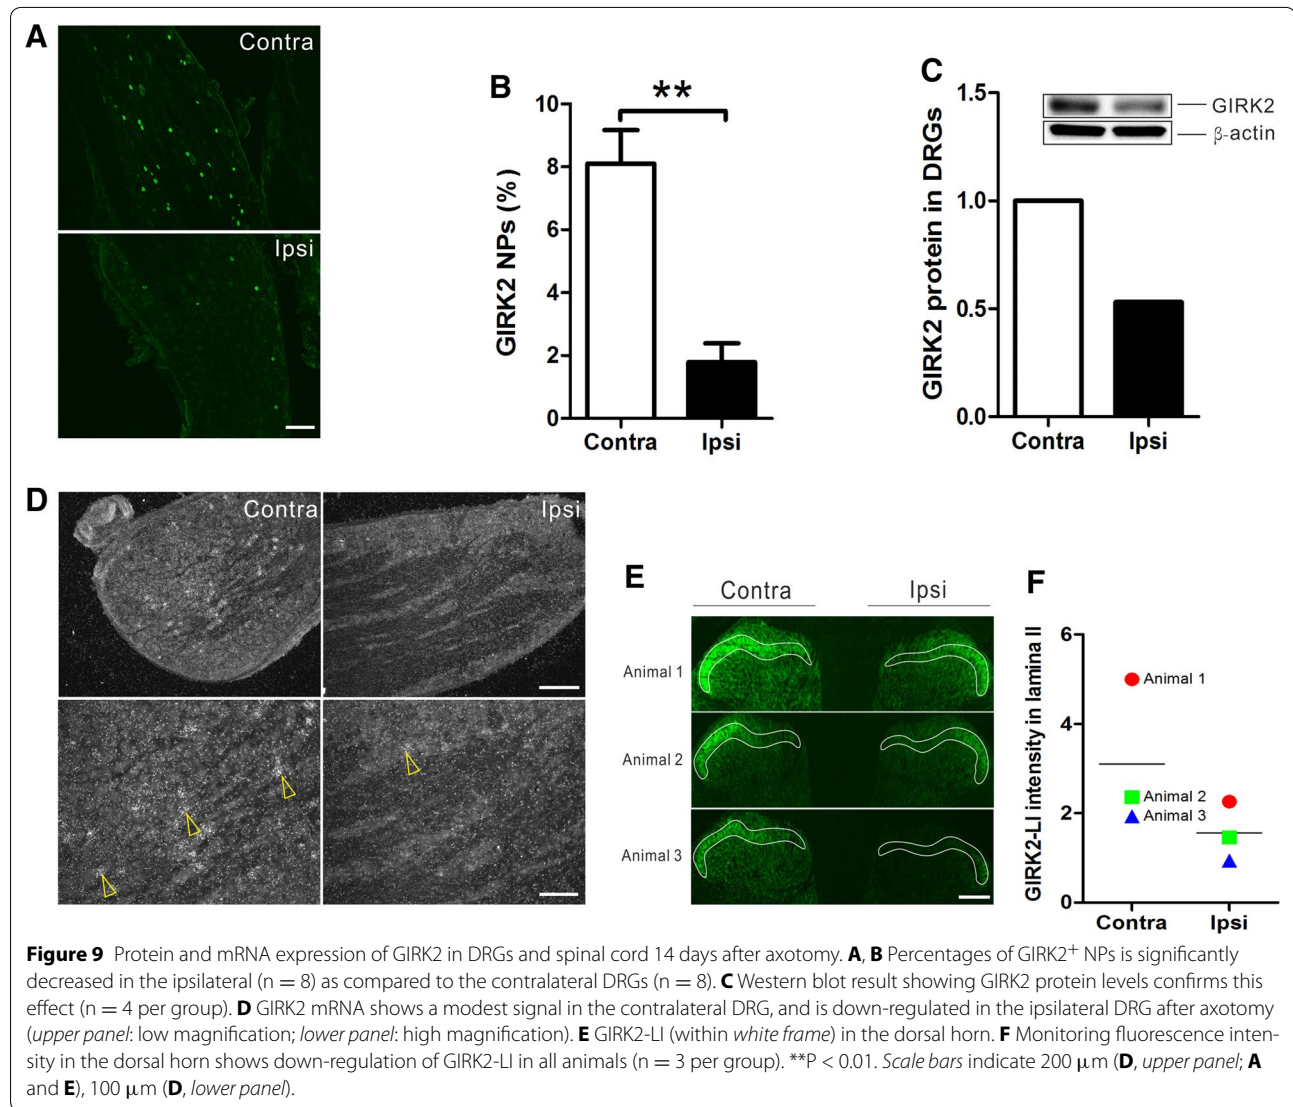 A
Contra
Ipsi
B
**
GIRK2 NPs (%)
10
8
6
4
2
0
Contra Ipsi
C
GIRK2 protein in DRGs
1.5
1.0
0.5
0.0
GIRK2
β-actin
Contra Ipsi
D
Contra
Ipsi
E
Contra Ipsi
Animal 1
Animal 2
Animal 3
F
GIRK2-LI intensity in lamina II
6
4
2
0
Animal 1
Animal 2
Animal 3
Contra Ipsi
Figure 9 Protein and mRNA expression of GIRK2 in DRGs and spinal cord 14 days after axotomy. A, B Percentages of GIRK2⁺ NPs is significantly
decreased in the ipsilateral (n = 8) as compared to the contralateral DRGs (n = 8). C Western blot result showing GIRK2 protein levels confirms this
effect (n = 4 per group). D GIRK2 mRNA shows a modest signal in the contralateral DRG, and is down-regulated in the ipsilateral DRG after axotomy
(upper panel: low magnification; lower panel: high magnification). E GIRK2-LI (within white frame) in the dorsal horn. F Monitoring fluorescence inten-
sity in the dorsal horn shows down-regulation of GIRK2-LI in all animals (n = 3 per group). **P < 0.01. Scale bars indicate 200 μm (D, upper panel; A
and E), 100 μm (D, lower panel).